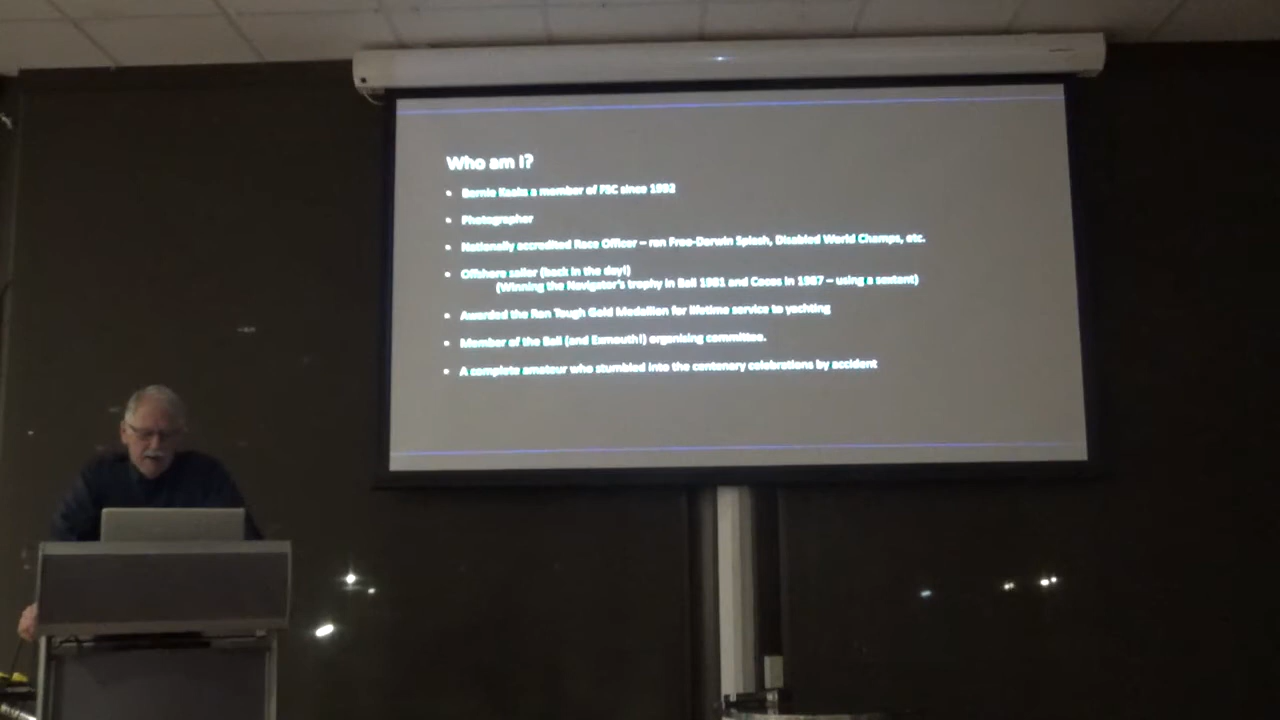 Who am I?
• Bernie Kaaks a member of FSC since 1992
• Photographer
• Nationally accredited Race Officer – ran Freo-Darwin Splash, Disabled World Champs, etc.
• Offshore sailor (back in the day!)
(Winning the Navigator's trophy in Bali 1981 and Cocos in 1987 – using a sextant)
• Awarded the Ron Tough Gold Medallion for lifetime service to yachting
• Member of the Bali (and Exmouth!) organising committee.
• A complete amateur who stumbled into the centenary celebrations by accident